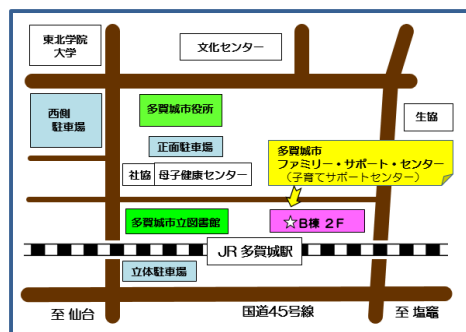 東北学院
大学
文化センター
西側
駐車場
多賀城市役所
生協
正面駐車場
多賀城市
ファミリー・サポート・センター
（子育てサポートセンター）
社協
母子健康センター
多賀城市立図書館
☆B棟 2F
JR 多賀城駅
立体駐車場
至 仙台
国道45号線
至 塩竈